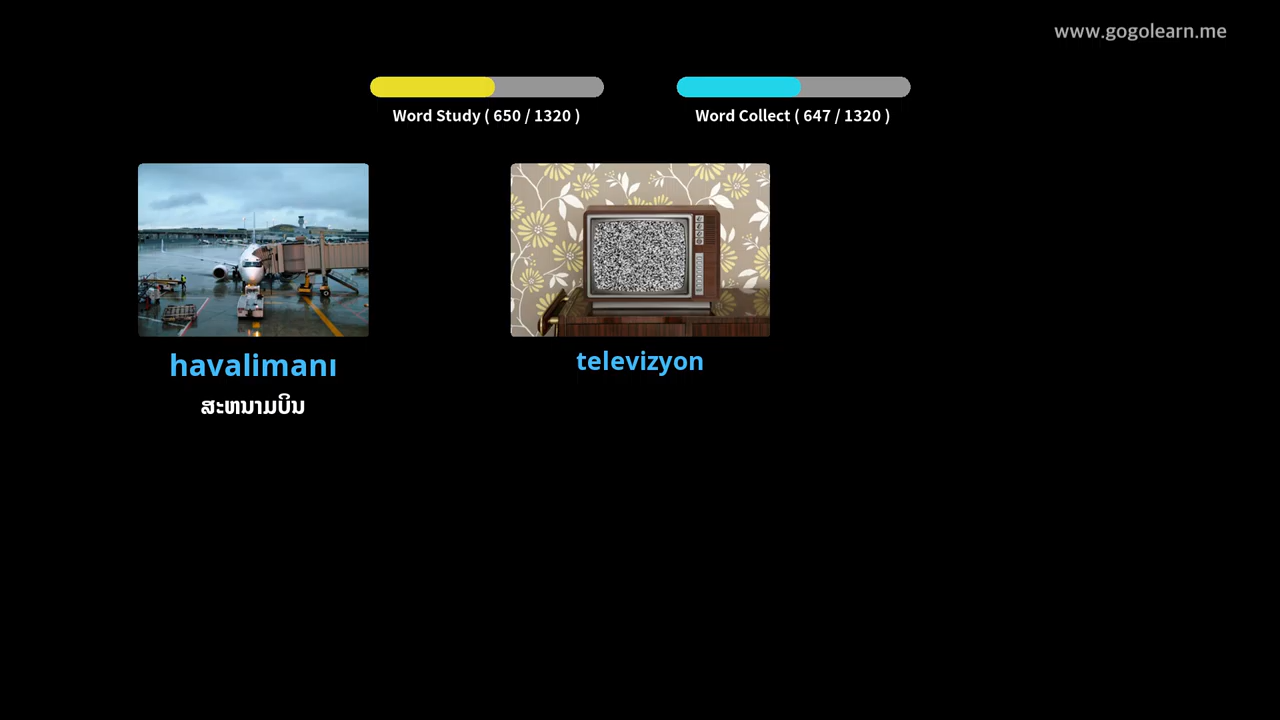 www.gogolearn.me
Word Study ( 650 / 1320 )
Word Collect ( 647 / 1320 )
havalimanı
ສະຫນາມບິນ
televizyon